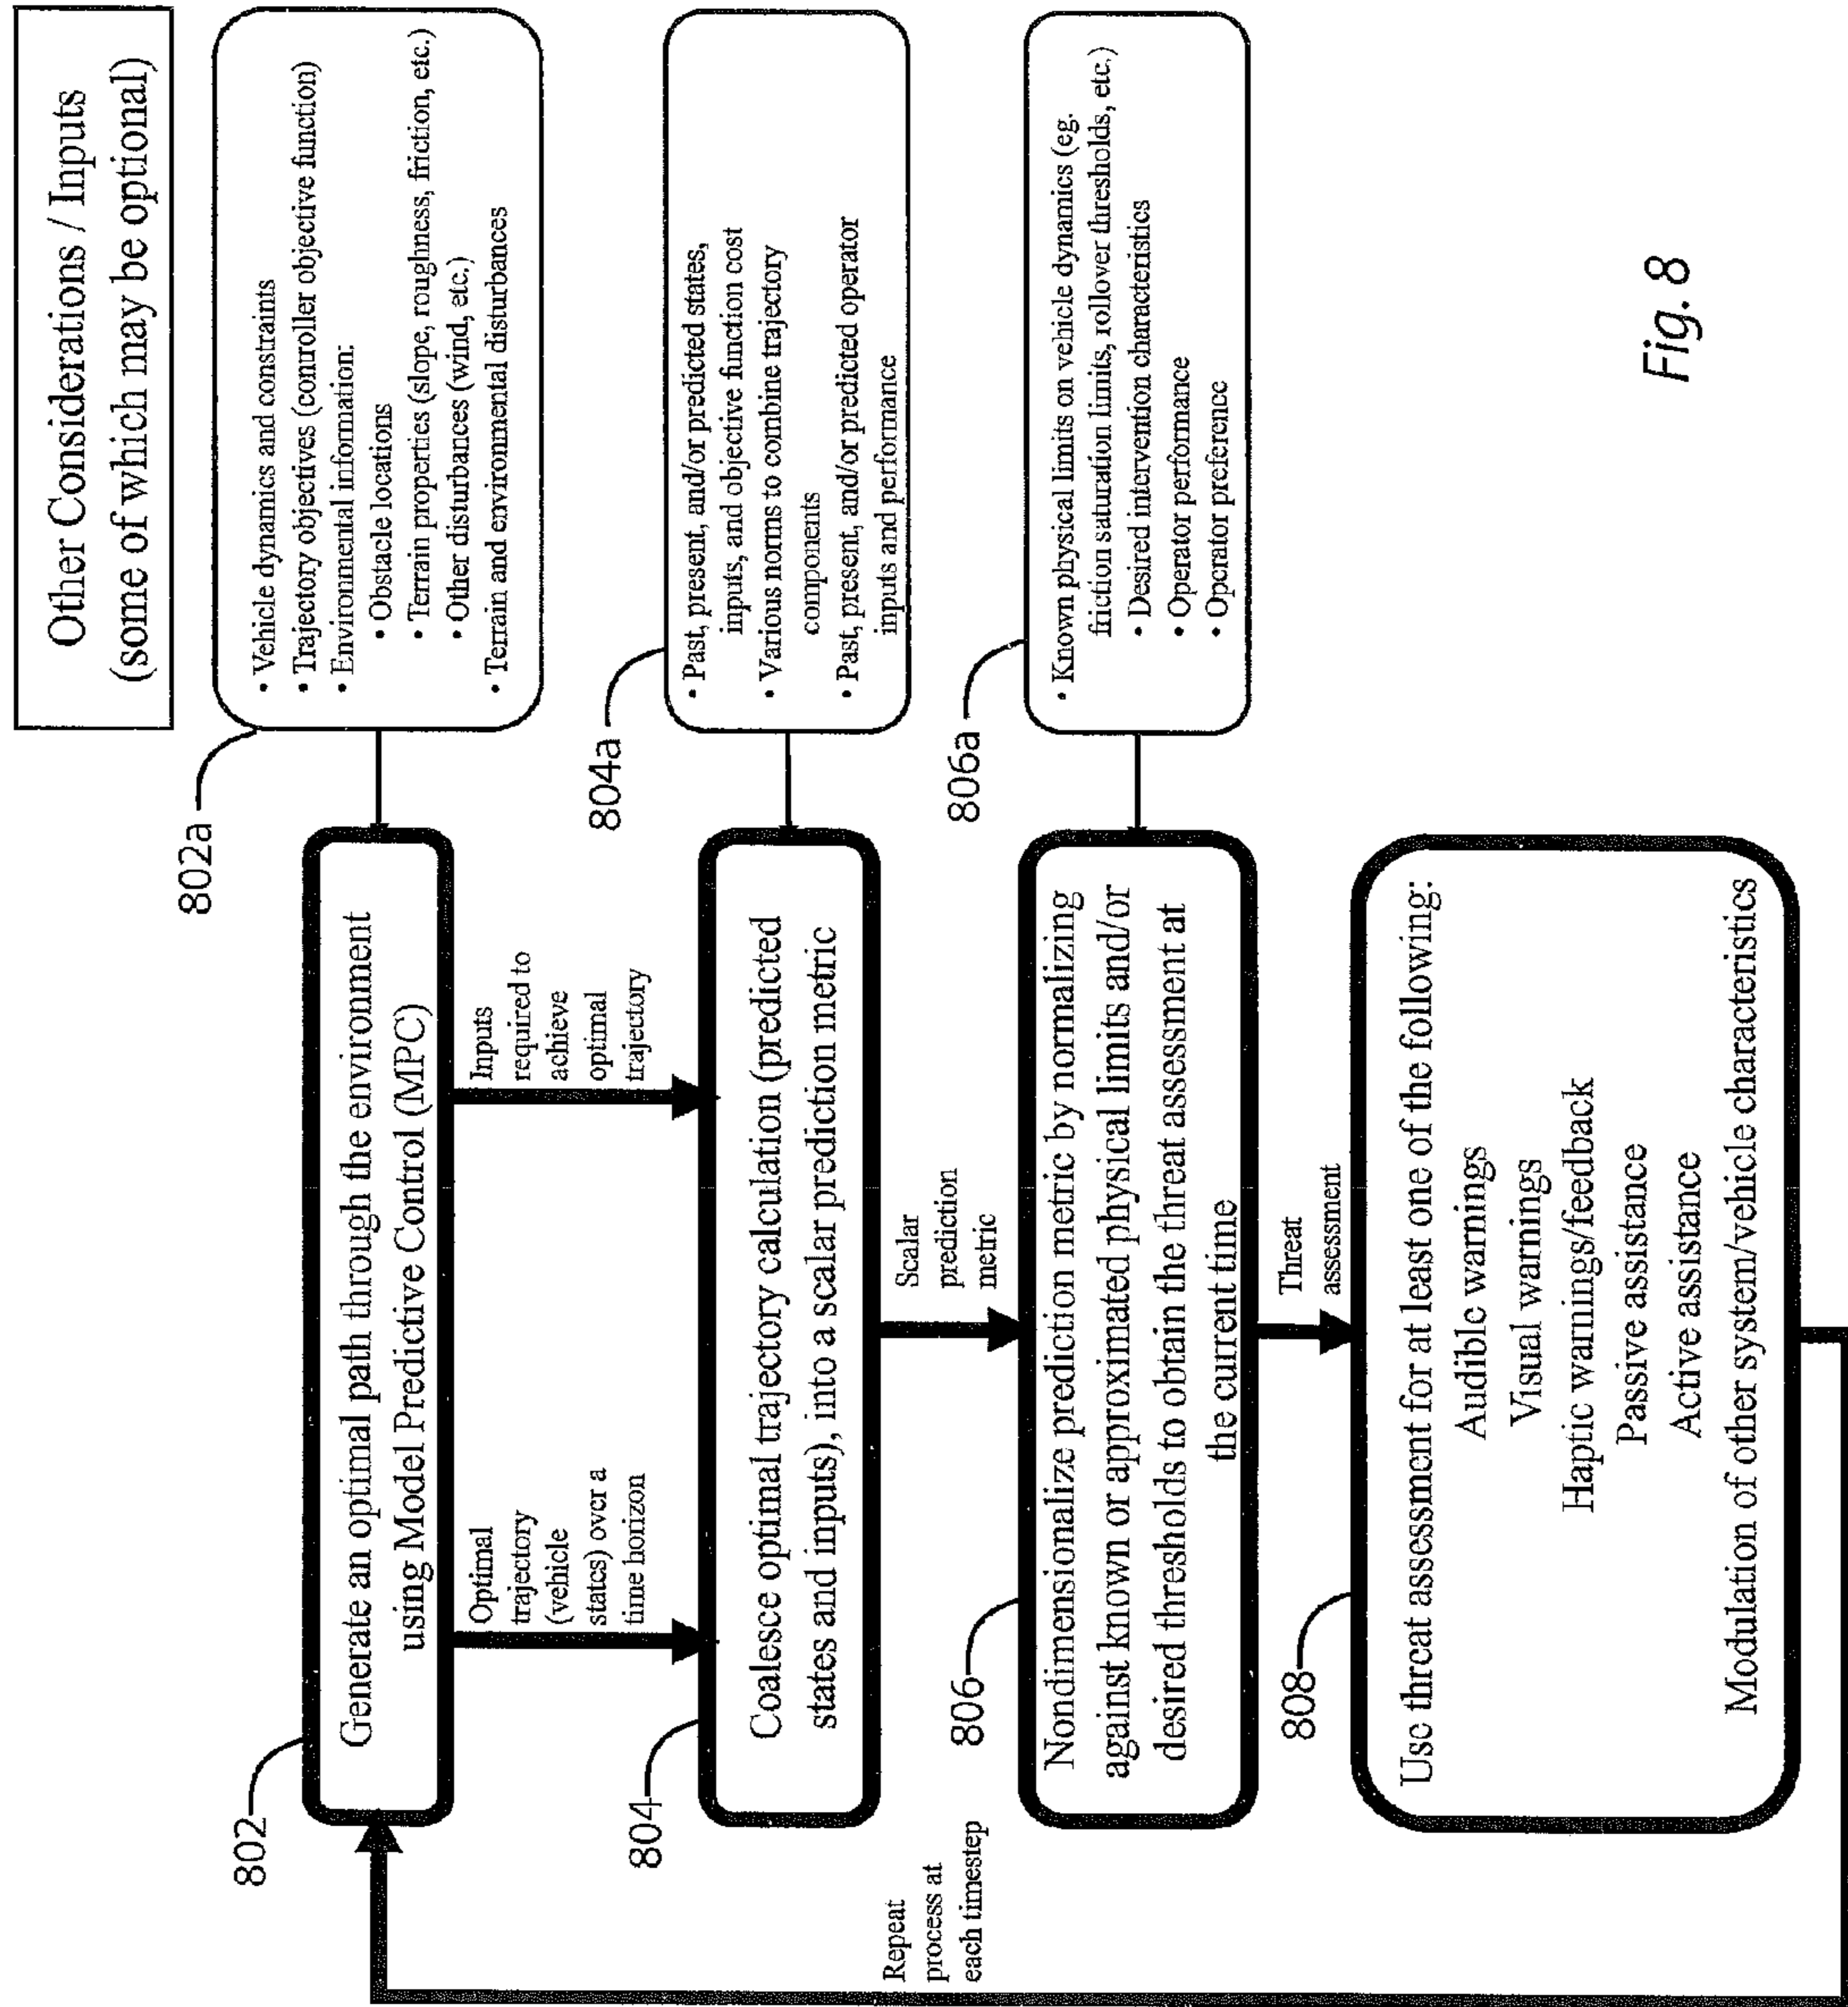 Other Considerations / Inputs
(some of which may be optional)
802
Generate an optimal path through the environment
using Model Predictive Control (MPC)
802a
• Vehicle dynamics and constraints
• Trajectory objectives (conroller objective function)
• Environmental information:
• Obstacle locations
• Terrain properties (slope, roughness, friction, etc.)
• Other disturbances (wind, etc.)
• Terrain and environmental disturbances
Optimal
trajectory
(vehicle
states) over a
time horizon
Inputs
required to
achieve
optimal
trajectory
804
Coalesce optimal trajectory calculation (predicted
states and inputs), into a scalar prediction metric
804a
• Past, present, and/or predicted states,
inputs, and objective function cost
• Various norms to combine trajectory
components
• Past, present, and/or predicted operator
inputs and performance
Scalar
prediction
metric
806
Nondimensionalize prediction metric by normalizing
against known or approximated physical limits and/or
desired thresholds to obtain the threat assessment at
the current time
806a
• Known physical limits on vehicle dynamics (eg.
friction saturation limits, rollover thresholds, etc.)
• Desired intervention characteristics
• Operator performance
• Operator preference
Threat
assessment
808
Use threat assessment for at least one of the following:
Audible warnings
Visual warnings
Haptic warnings/feedback
Passive assistance
Active assistance
Modulation of other system/vehicle characteristics
Repeat
process at
each timestep
Fig. 8